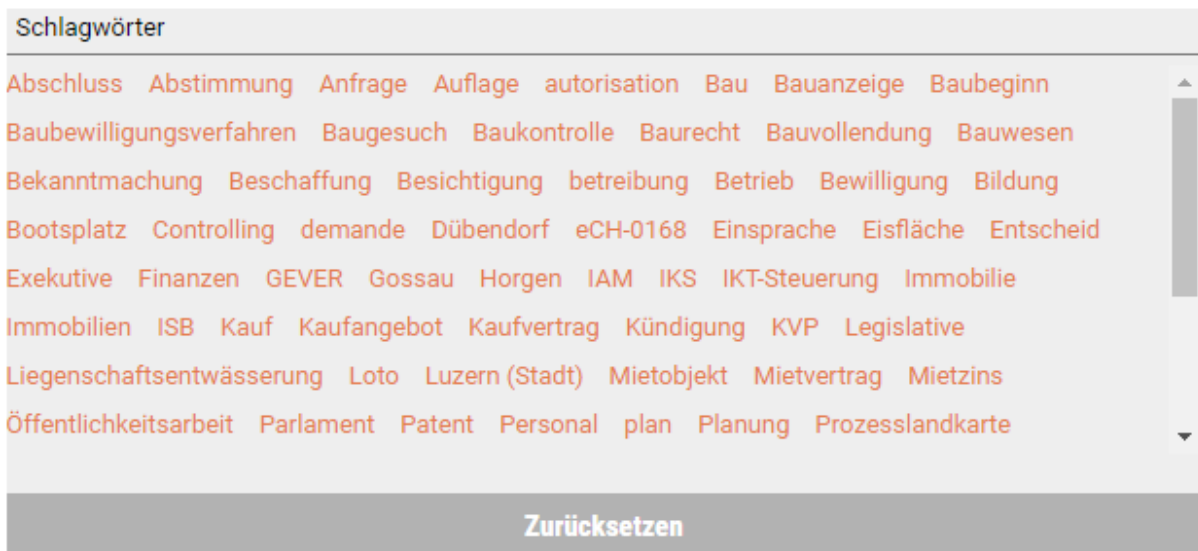 Schlagwörter
Abschluss Abstimmung Anfrage Auflage autorisation Bau Bauanzeige Baubeginn
Baubewilligungsverfahren Baugesuch Baukontrolle Baurecht Bauvollendung Bauwesen
Bekanntmachung Beschaffung Besichtigung betreibung Betrieb Bewilligung Bildung
Bootsplatz Controlling demande Dübendorf eCH-0168 Einsprache Eisfläche Entscheid
Exekutive Finanzen GEVER Gossau Horgen IAM IKS IKT-Steuerung Immobilie
Immobilien ISB Kauf Kaufangebot Kaufvertrag Kündigung KVP Legislative
Liegenschaftsentwässerung Loto Luzern (Stadt) Mietobjekt Mietvertrag Mietzins
Öffentlichkeitsarbeit Parlament Patent Personal plan Planung Prozesslandkarte
Zurücksetzen